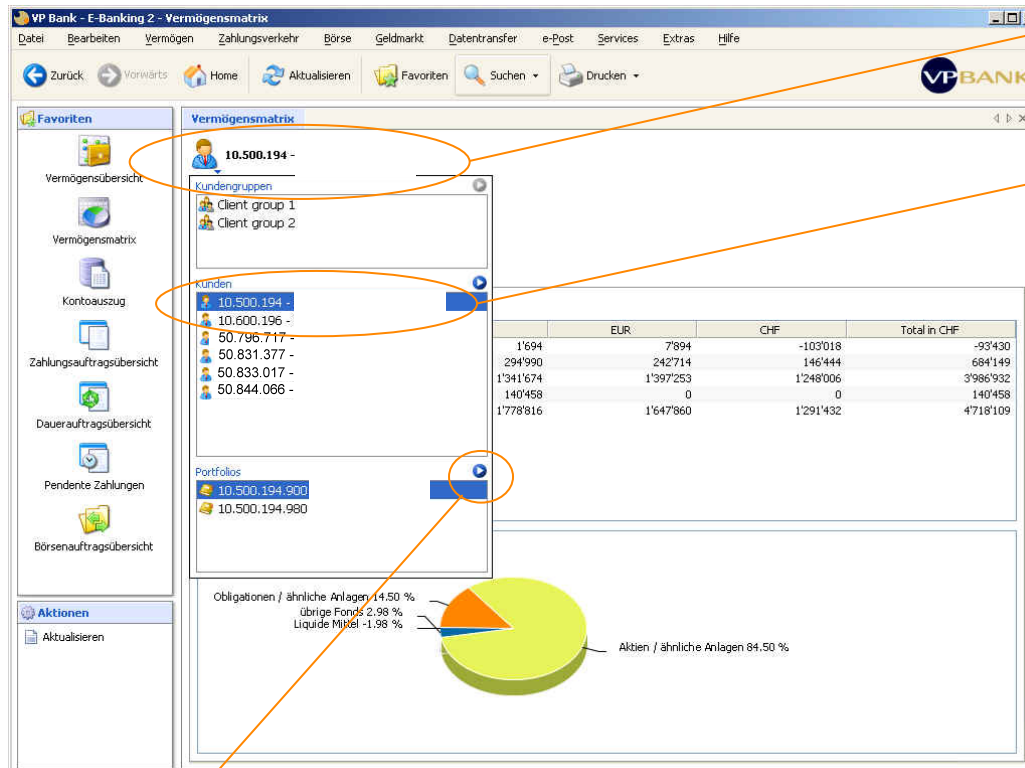 VP Bank - E-Banking 2 - Vermögensmatrix
Datei Bearbeiten Vermögen Zahlungsverkehr Börse Geldmarkt Datentransfer e-Post Services Extras Hilfe
Zurück Vorwärts Home Aktualisieren Favoriten Suchen Drucken
VP BANK
Favoriten
Vermögensübersicht
Vermögensmatrix
Kontoauszug
Zahlungsauftragsübersicht
Dauerauftragsübersicht
Pendente Zahlungen
Börsenauftragsübersicht
Aktionen
Aktualisieren
Vermögensmatrix
10.500.194 -
Kundengruppen
Client group 1
Client group 2
Kunden
10.500.194 -
10.600.196 -
50.796.717 -
50.831.377 -
50.833.017 -
50.844.066 -
Portfolios
10.500.194.900
10.500.194.980
EUR CHF Total in CHF
1'694 7'894 -103'018 -93'430
294'990 242'714 146'444 684'149
1'341'674 1'397'253 1'248'006 3'986'932
140'458 0 0 140'458
1'778'816 1'647'860 1'291'432 4'718'109
Obligationen / ähnliche Anlagen 14.50 %
übrige Fonds 2.98 %
Liquide Mittel -1.98 %
Aktien / ähnliche Anlagen 84.50 %